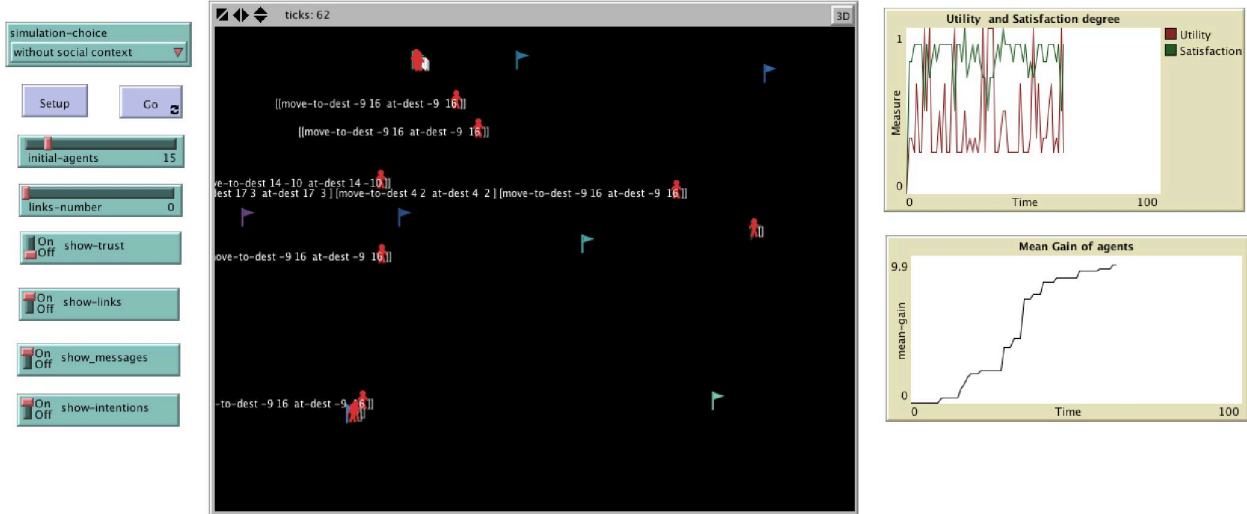 simulation-choice
without social context
Setup
Go
initial-agents 15
links-number 0
On
Off
show-trust
On
Off
show-links
On
Off
show_messages
On
Off
show-intentions
ticks: 62
3D
[[move-to-dest -9 16 at-dest -9 16 ]]
[[move-to-dest -9 16 at-dest -9 16 ]]
ve-to-dest 14 -10 at-dest 14 -10 ]]
dest 17 3 at-dest 17 3 ] [move-to-dest 4 2 at-dest 4 2 ] [move-to-dest -9 16 at-dest -9 16 ]]
[]
ove-to-dest -9 16 at-dest -9 16 ]]
-to-dest -9 16 at-dest -9 16 ]]
Utility and Satisfaction degree
1
Measure
0
0
Time
100
Utility
Satisfaction
Mean Gain of agents
9.9
mean-gain
0
0
Time
100